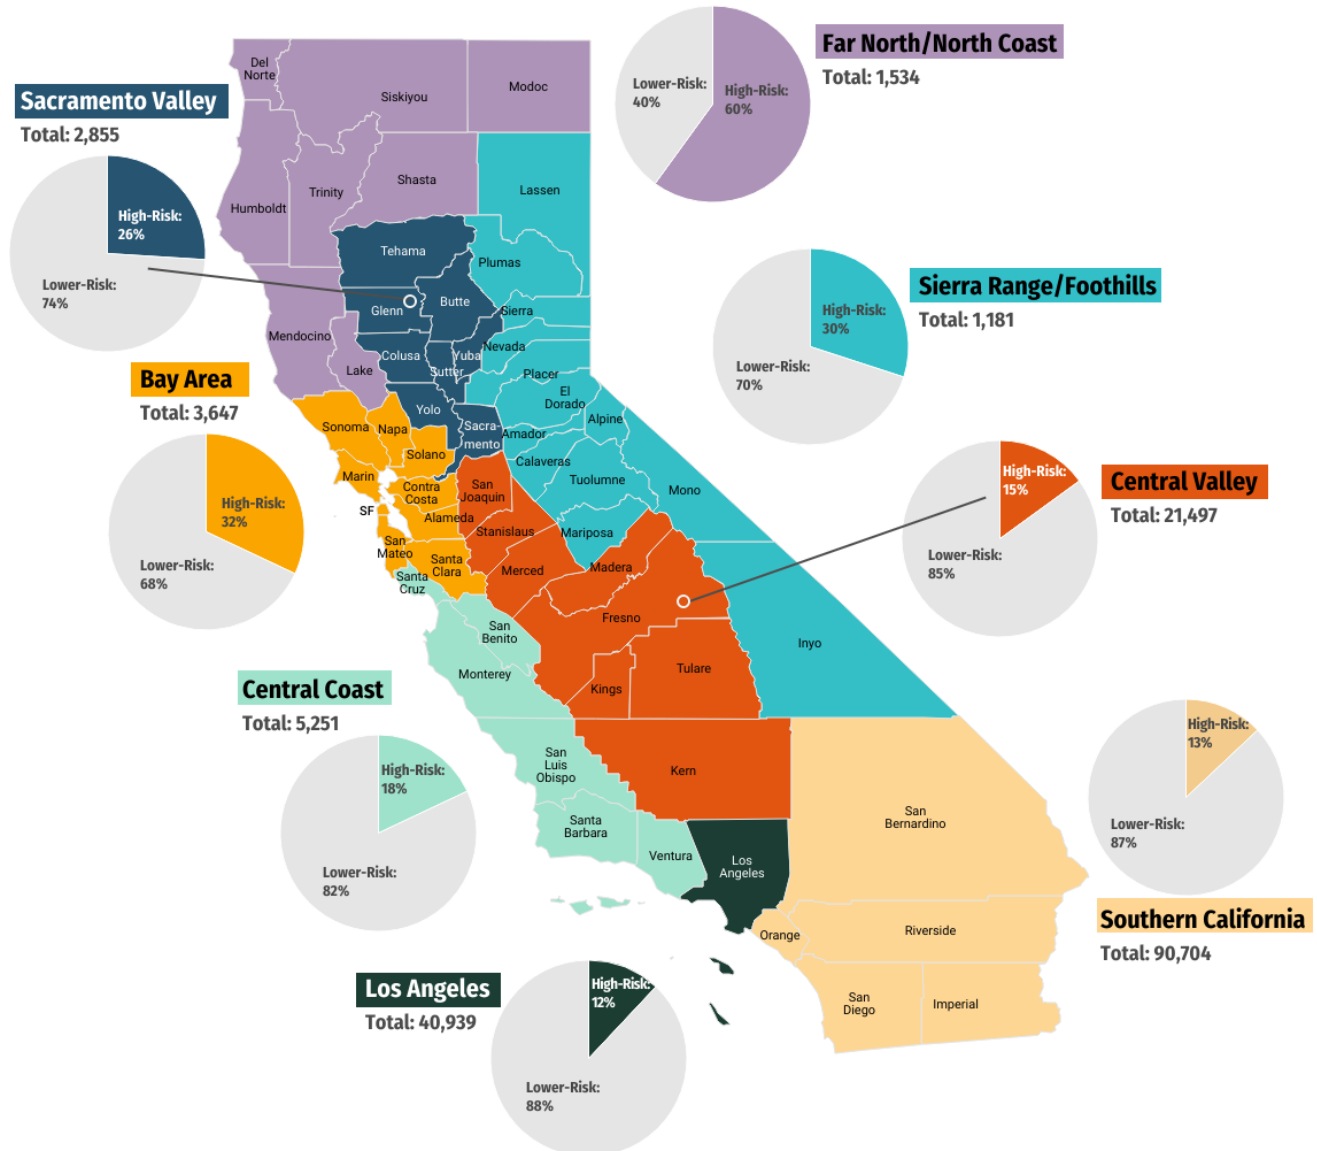 Far North/North Coast
Total: 1,534
Lower-Risk:
40%
High-Risk:
60%
Sacramento Valley
Total: 2,855
High-Risk:
26%
Lower-Risk:
74%
Sierra Range/Foothills
Total: 1,181
High-Risk:
30%
Lower-Risk:
70%
Bay Area
Total: 3,647
High-Risk:
32%
Lower-Risk:
68%
Central Valley
Total: 21,497
High-Risk:
15%
Lower-Risk:
85%
Central Coast
Total: 5,251
High-Risk:
18%
Lower-Risk:
82%
Southern California
Total: 90,704
High-Risk:
13%
Lower-Risk:
87%
Los Angeles
Total: 40,939
High-Risk:
12%
Lower-Risk:
88%
Del
Norte
Siskiyou
Modoc
Humboldt
Trinity
Shasta
Lassen
Tehama
Plumas
Glenn
Butte
Sierra
Mendocino
Lake
Colusa
Sutter
Yuba
Nevada
Placer
El
Dorado
Yolo
Sacra-
mento
Amador
Alpine
Sonoma
Napa
Solano
Calaveras
Tuolumne
Mono
Marin
Contra
Costa
San
Joaquin
SF
Alameda
Stanislaus
Mariposa
San
Mateo
Santa
Clara
Santa
Cruz
Merced
Madera
Fresno
San
Benito
Monterey
Kings
Tulare
Inyo
San
Luis
Obispo
Kern
Santa
Barbara
Ventura
Los
Angeles
San
Bernardino
Orange
Riverside
San
Diego
Imperial